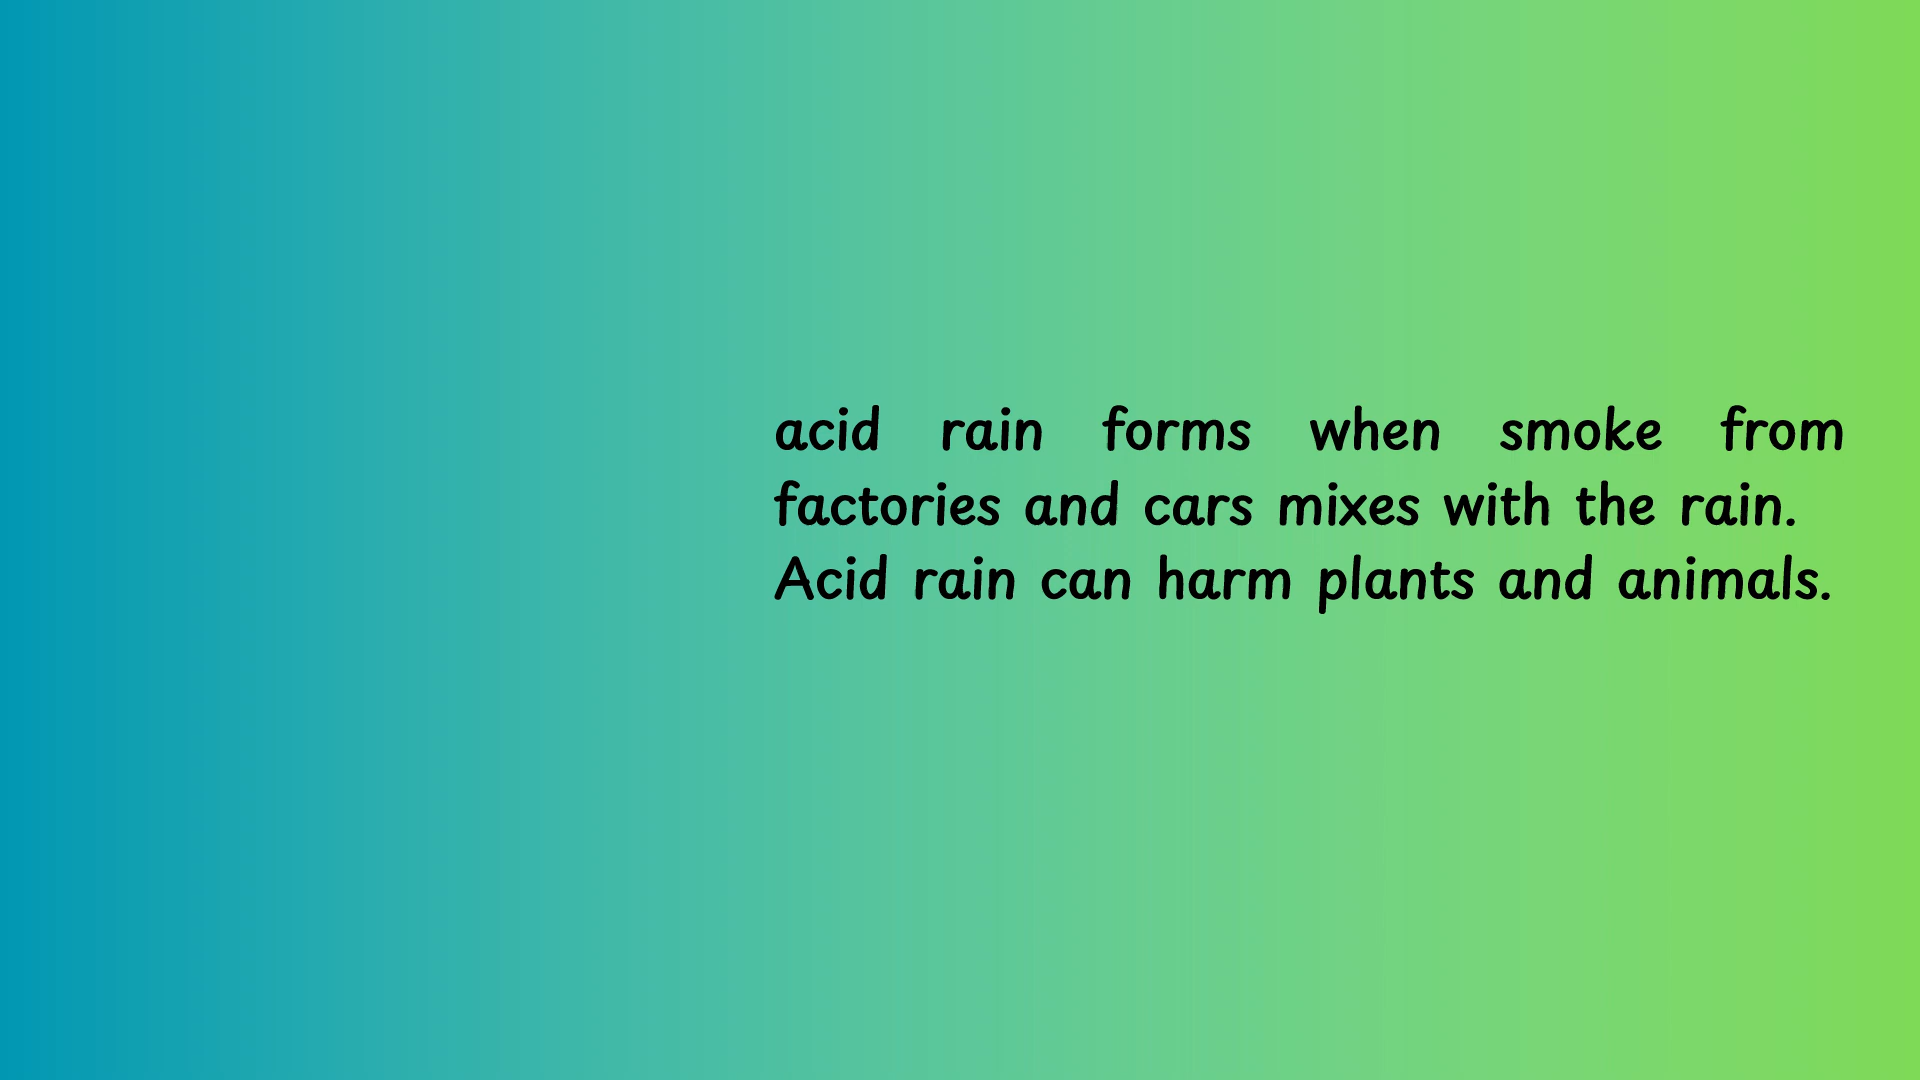 acid rain forms when smoke from
factories and cars mixes with the rain.
Acid rain can harm plants and animals.